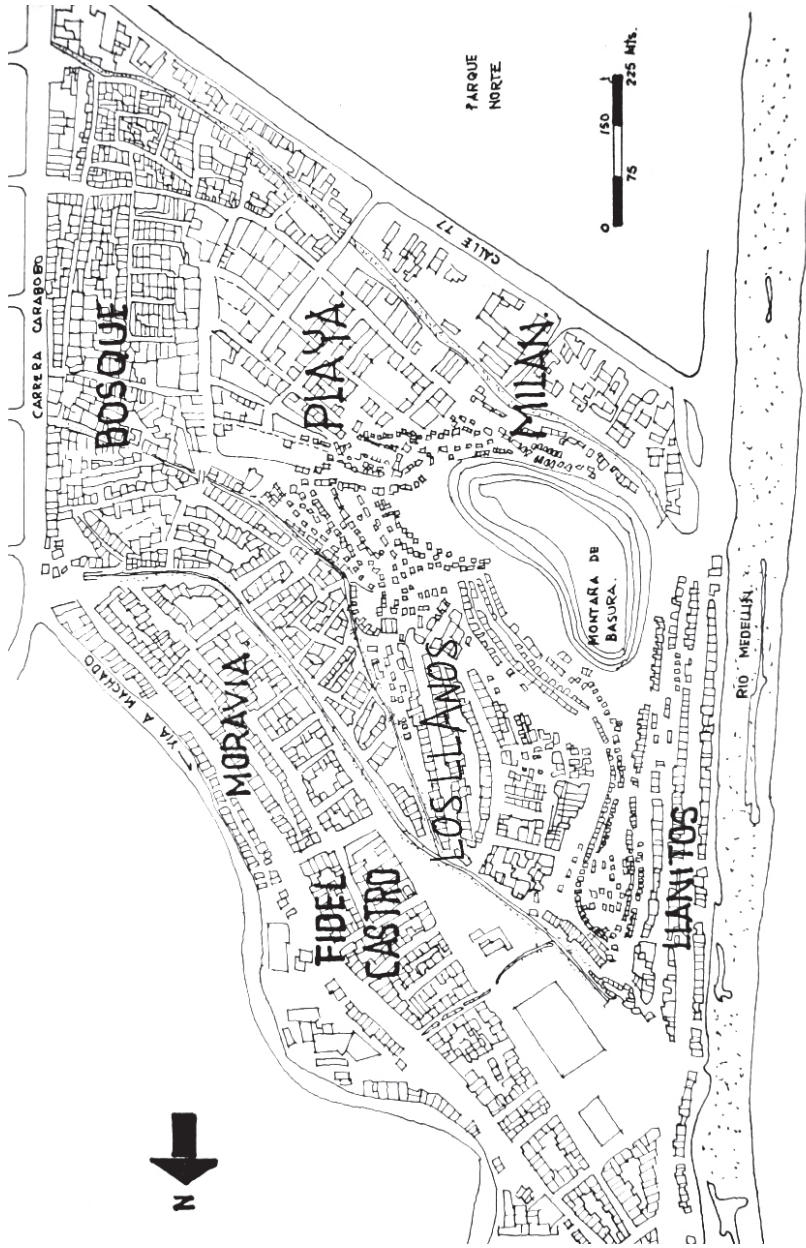 CARRERA CARABOBO
BOSQUE
PLAYA.
MILAN.
CALLE 77
PARQUE
NORTE
0 75 150 225 Mts.
VIA A MACHADO
MORAVIA.
LOS LLANOS
MONTAÑA DE
BASURA.
FIDEL
CASTRO
LLANITOS
RIO MEDELLIN.
N